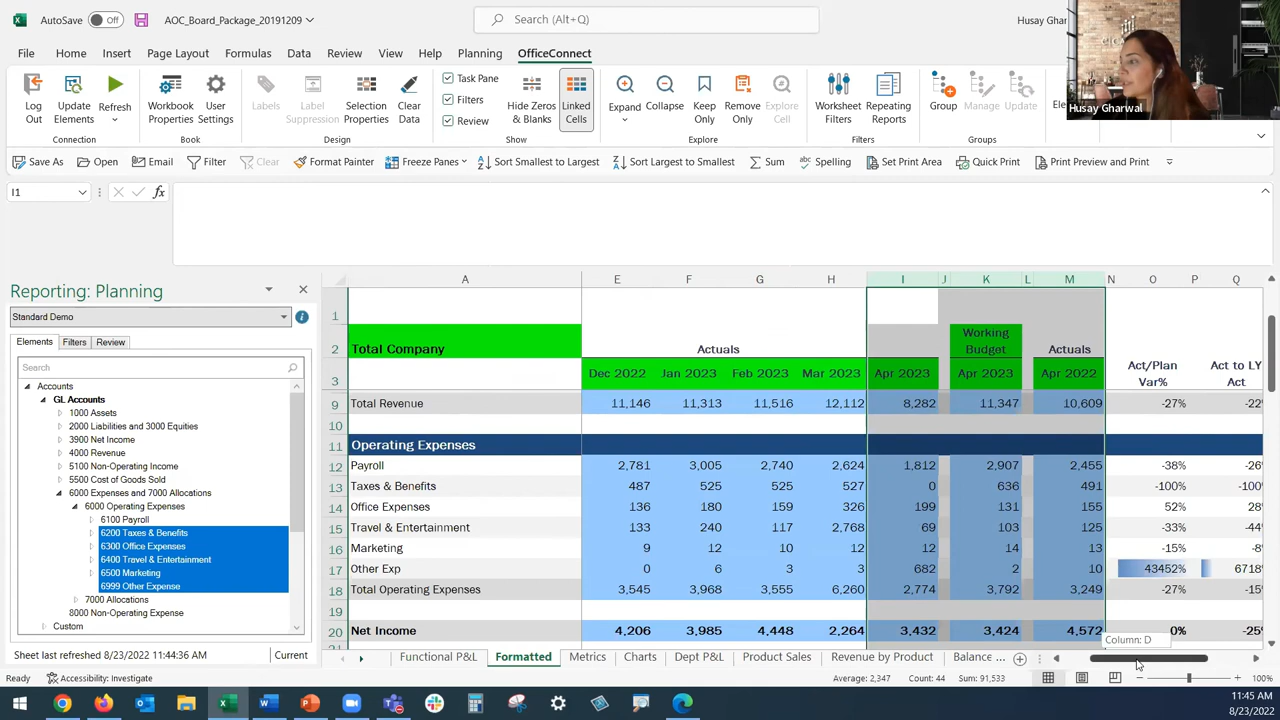 AutoSave Off AOC_Board_Package_20191209 Search (Alt+Q) Husay Ghar
File Home Insert Page Layout Formulas Data Review View Help Planning OfficeConnect
Log Out Update Elements Refresh Workbook Properties User Settings Labels Label Suppression Selection Properties Clear Task Pane Filters Review Hide Zeros & Blanks Linked Cells Expand Collapse Keep Only Remove Only Explore Cell Worksheet Filters Repeating Reports Group Manage Update
Husay Gharwal
Connection Book Design Show Explore Filters Groups
Save As Open Email Filter Clear Format Painter Freeze Panes Sort Smallest to Largest Sort Largest to Smallest Sum Spelling Set Print Area Quick Print Print Preview and Print
I1 fx
Reporting: Planning
Standard Demo
Elements Filters Review
Search
Accounts
GL Accounts
1000 Assets
2000 Liabilities and 3000 Equities
3900 Net Income
4000 Revenue
5100 Non-Operating Income
5500 Cost of Goods Sold
6000 Expenses and 7000 Allocations
6000 Operating Expenses
6100 Payroll
6200 Taxes & Benefits
6300 Office Expenses
6400 Travel & Entertainment
6500 Marketing
6999 Other Expense
7000 Allocations
8000 Non-Operating Expense
Custom
Sheet last refreshed 8/23/2022 11:44:36 AM Current
A E F G H I J K L M N O P Q
1
2 Total Company Actuals Working Budget Actuals
3 Dec 2022 Jan 2023 Feb 2023 Mar 2023 Apr 2023 Apr 2023 Apr 2022 Act/Plan Var% Act to LY Act
9 Total Revenue 11,146 11,313 11,516 12,112 8,282 11,347 10,609 -27% -22
10
11 Operating Expenses
12 Payroll 2,781 3,005 2,740 2,624 1,812 2,907 2,455 -38% -26
13 Taxes & Benefits 487 525 525 527 0 636 491 -100% -100
14 Office Expenses 136 180 159 326 199 131 155 52% 28
15 Travel & Entertainment 133 240 117 2,768 69 103 125 -33% -44
16 Marketing 9 12 10 12 12 14 13 -15% -8
17 Other Exp 0 6 3 3 682 2 10 43452% 6718
18 Total Operating Expenses 3,545 3,968 3,555 6,260 2,774 3,792 3,249 -27% -15
19
20 Net Income 4,206 3,985 4,448 2,264 3,432 3,424 4,572 0% -25
Column: D
Functional P&L Formatted Metrics Charts Dept P&L Product Sales Revenue by Product Balance ...
Ready Accessibility: Investigate Average: 2,347 Count: 44 Sum: 91,533 100%
11:45 AM
8/23/2022